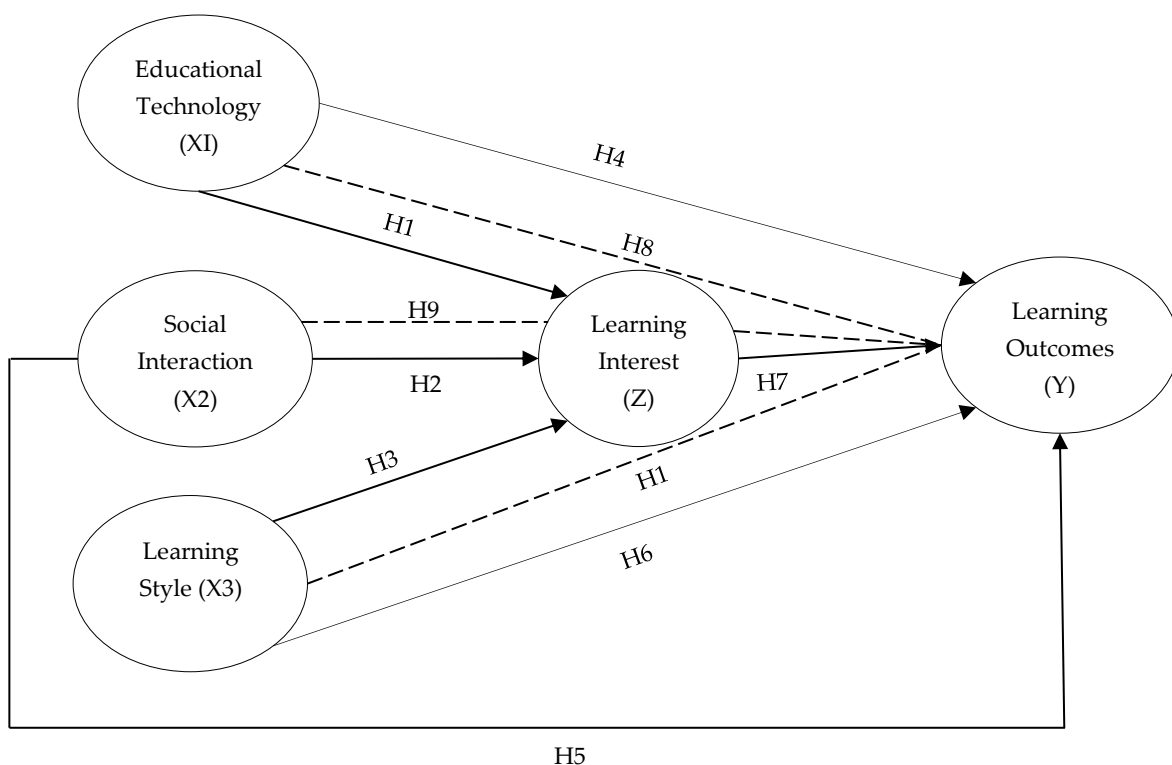 Educational
Technology
(XI)
H4
H1
H8
Social
Interaction
(X2)
H9
H2
Learning
Interest
(Z)
H7
Learning
Outcomes
(Y)
H3
H1
Learning
Style (X3)
H6
H5